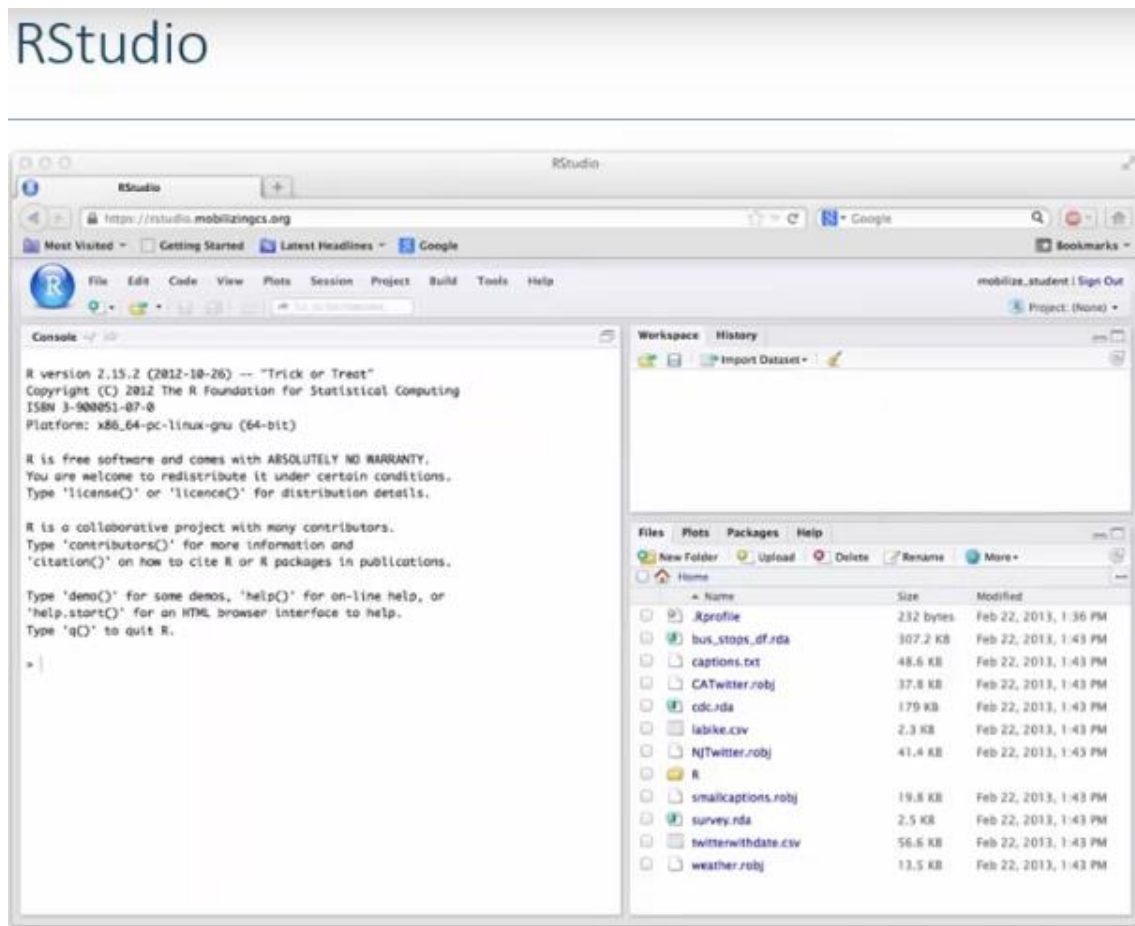 RStudio
RStudio
RStudio
https://rstudio.mobilizingcs.org
Google
Most Visited
Getting Started
Latest Headlines
Google
Bookmarks
R
File Edit Code View Plots Session Project Build Tools Help
mobilize_student | Sign Out
Project: (None)
Console ~/
Workspace History
Import Dataset
R version 2.15.2 (2012-10-26) -- "Trick or Treat"
Copyright (C) 2012 The R Foundation for Statistical Computing
ISBN 3-900051-07-0
Platform: x86_64-pc-linux-gnu (64-bit)
R is free software and comes with ABSOLUTELY NO WARRANTY.
You are welcome to redistribute it under certain conditions.
Type 'license()' or 'licence()' for distribution details.
R is a collaborative project with many contributors.
Type 'contributors()' for more information and
'citation()' on how to cite R or R packages in publications.
Type 'demo()' for some demos, 'help()' for on-line help, or
'help.start()' for an HTML browser interface to help.
Type 'q()' to quit R.
>
Files Plots Packages Help
New Folder Upload Delete Rename More
Home
Name Size Modified
.Rprofile 232 bytes Feb 22, 2013, 1:36 PM
bus_stops_df.rda 307.2 KB Feb 22, 2013, 1:43 PM
captions.txt 48.6 KB Feb 22, 2013, 1:43 PM
CATwitter.robj 37.8 KB Feb 22, 2013, 1:43 PM
cdc.rda 179 KB Feb 22, 2013, 1:43 PM
labike.csv 2.3 KB Feb 22, 2013, 1:43 PM
NJTwitter.robj 41.4 KB Feb 22, 2013, 1:43 PM
R
smallcaptions.robj 19.8 KB Feb 22, 2013, 1:43 PM
survey.rda 2.5 KB Feb 22, 2013, 1:43 PM
twitterwithdate.csv 56.6 KB Feb 22, 2013, 1:43 PM
weather.robj 13.5 KB Feb 22, 2013, 1:43 PM